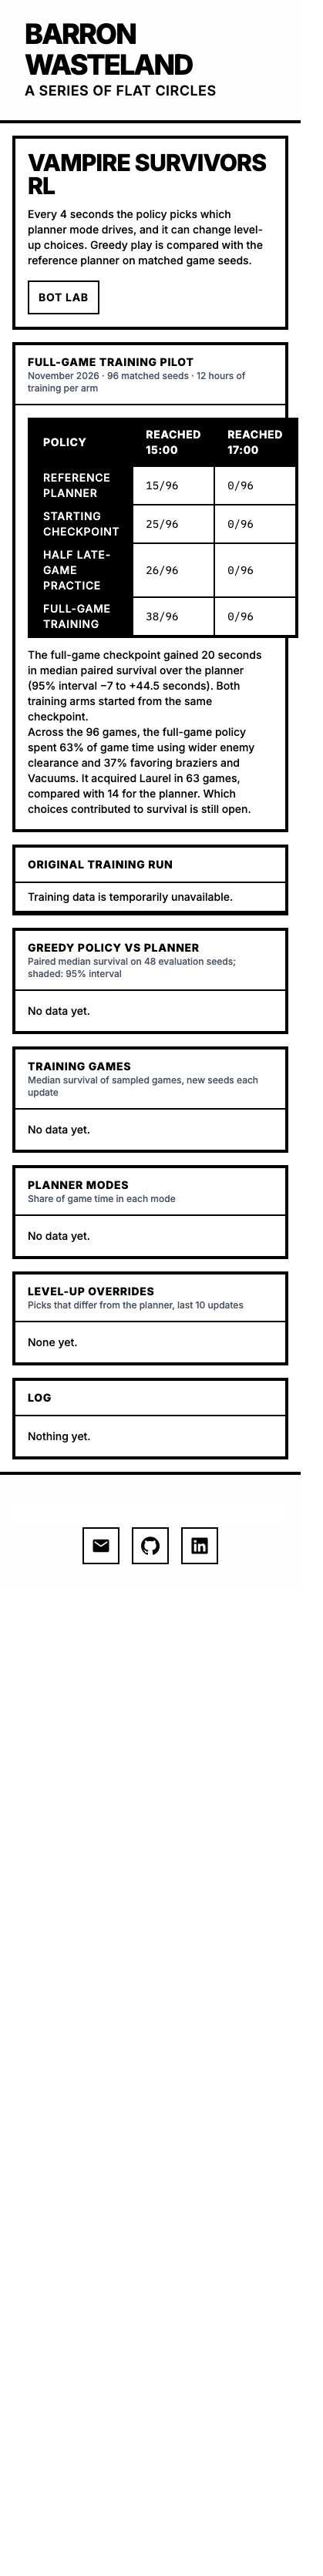 BARRON
WASTELAND
A SERIES OF FLAT CIRCLES
VAMPIRE SURVIVORS
RL
Every 4 seconds the policy picks which
planner mode drives, and it can change level-
up choices. Greedy play is compared with the
reference planner on matched game seeds.
BOT LAB
FULL-GAME TRAINING PILOT
November 2026 · 96 matched seeds · 12 hours of
training per arm
POLICY REACHED 15:00 REACHED 17:00
REFERENCE PLANNER 15/96 0/96
STARTING CHECKPOINT 25/96 0/96
HALF LATE-GAME PRACTICE 26/96 0/96
FULL-GAME TRAINING 38/96 0/96
The full-game checkpoint gained 20 seconds
in median paired survival over the planner
(95% interval −7 to +44.5 seconds). Both
training arms started from the same
checkpoint.
Across the 96 games, the full-game policy
spent 63% of game time using wider enemy
clearance and 37% favoring braziers and
Vacuums. It acquired Laurel in 63 games,
compared with 14 for the planner. Which
choices contributed to survival is still open.
ORIGINAL TRAINING RUN
Training data is temporarily unavailable.
GREEDY POLICY VS PLANNER
Paired median survival on 48 evaluation seeds;
shaded: 95% interval
No data yet.
TRAINING GAMES
Median survival of sampled games, new seeds each
update
No data yet.
PLANNER MODES
Share of game time in each mode
No data yet.
LEVEL-UP OVERRIDES
Picks that differ from the planner, last 10 updates
None yet.
LOG
Nothing yet.